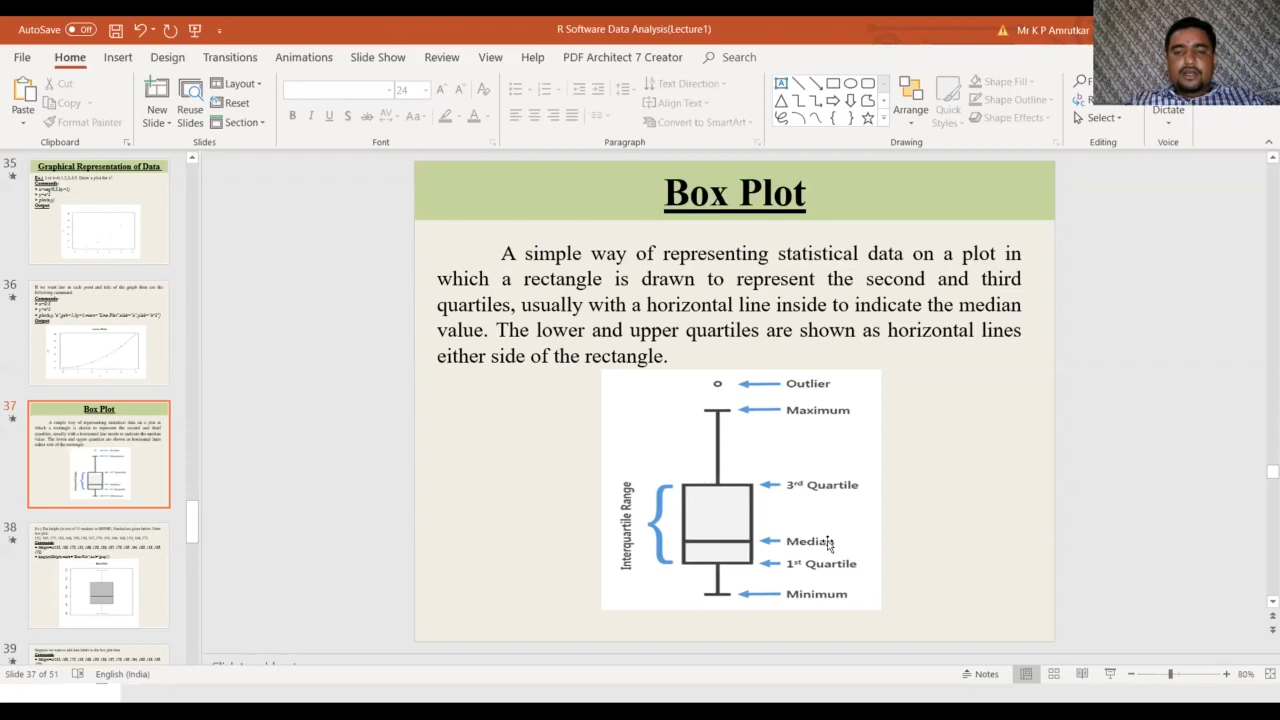 AutoSave Off
R Software Data Analysis(Lecture1)
Mr K P Amrutkar
File Home Insert Design Transitions Animations Slide Show Review View Help PDF Architect 7 Creator Search
Paste
Cut
Copy
Format Painter
Clipboard
New Slide
Reuse Slides
Layout
Reset
Section
Slides
24
Font
Text Direction
Align Text
Convert to SmartArt
Paragraph
Arrange
Quick Styles
Shape Fill
Shape Outline
Shape Effects
Drawing
Select
Editing
Dictate
Voice
35
Graphical Representation of Data
36
37
Box Plot
38
39
Box Plot
A simple way of representing statistical data on a plot in
which a rectangle is drawn to represent the second and third
quartiles, usually with a horizontal line inside to indicate the median
value. The lower and upper quartiles are shown as horizontal lines
either side of the rectangle.
Outlier
Maximum
3rd Quartile
Interquartile Range
Median
1st Quartile
Minimum
Slide 37 of 51
English (India)
Notes
80%